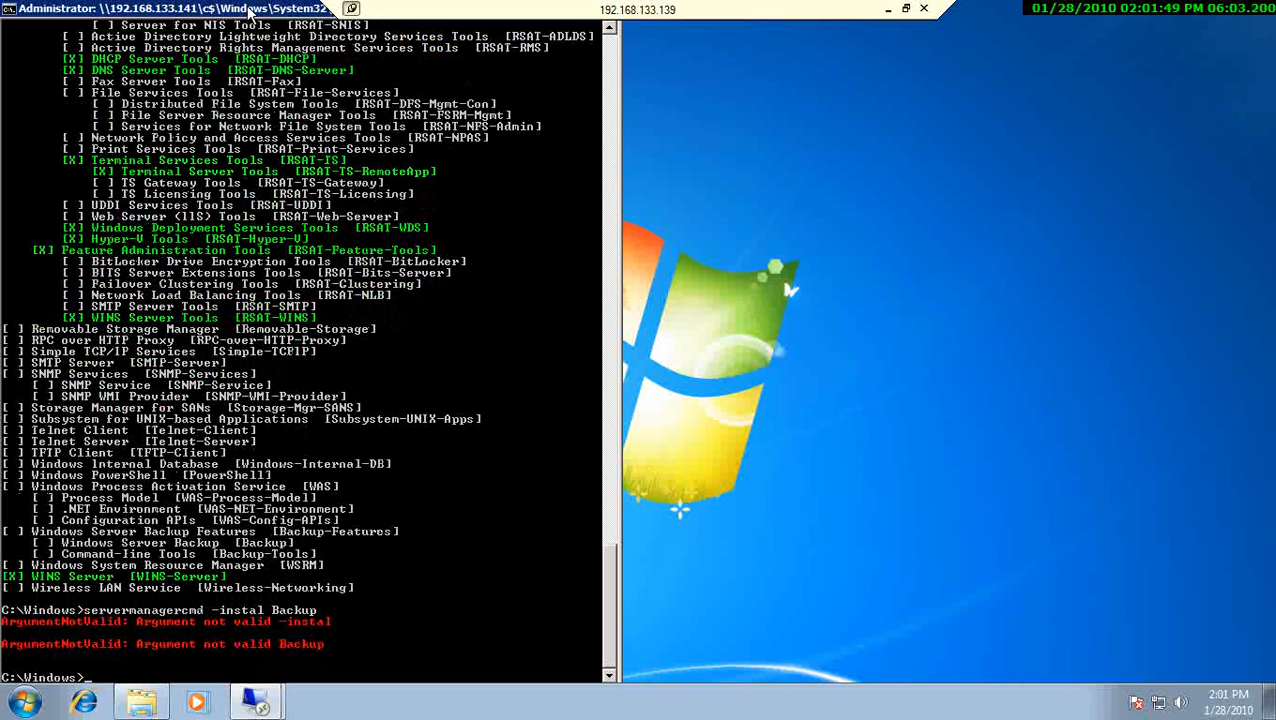 Administrator: \\192.168.133.141\c$\Windows\System32
192.168.133.139
01/28/2010 02:01:49 PM 06:03.200
[ ] Server for NIS Tools [RSAT-SNIS]
[ ] Active Directory Lightweight Directory Services Tools [RSAT-ADLDS]
[ ] Active Directory Rights Management Services Tools [RSAT-RMS]
[X] DHCP Server Tools [RSAT-DHCP]
[X] DNS Server Tools [RSAT-DNS-Server]
[ ] Fax Server Tools [RSAT-Fax]
[ ] File Services Tools [RSAT-File-Services]
[ ] Distributed File System Tools [RSAT-DFS-Mgmt-Con]
[ ] File Server Resource Manager Tools [RSAT-FSRM-Mgmt]
[ ] Services for Network File System Tools [RSAT-NFS-Admin]
[ ] Network Policy and Access Services Tools [RSAT-NPAS]
[ ] Print Services Tools [RSAT-Print-Services]
[X] Terminal Services Tools [RSAT-TS]
[X] Terminal Server Tools [RSAT-TS-RemoteApp]
[ ] TS Gateway Tools [RSAT-TS-Gateway]
[ ] TS Licensing Tools [RSAT-TS-Licensing]
[ ] UDDI Services Tools [RSAT-UDDI]
[ ] Web Server (IIS) Tools [RSAT-Web-Server]
[X] Windows Deployment Services Tools [RSAT-WDS]
[X] Hyper-V Tools [RSAT-Hyper-V]
[X] Feature Administration Tools [RSAT-Feature-Tools]
[ ] BitLocker Drive Encryption Tools [RSAT-BitLocker]
[ ] BITS Server Extensions Tools [RSAT-Bits-Server]
[ ] Failover Clustering Tools [RSAT-Clustering]
[ ] Network Load Balancing Tools [RSAT-NLB]
[ ] SMTP Server Tools [RSAT-SMTP]
[X] WINS Server Tools [RSAT-WINS]
[ ] Removable Storage Manager [Removable-Storage]
[ ] RPC over HTTP Proxy [RPC-over-HTTP-Proxy]
[ ] Simple TCP/IP Services [Simple-TCPIP]
[ ] SMTP Server [SMTP-Server]
[ ] SNMP Services [SNMP-Services]
[ ] SNMP Service [SNMP-Service]
[ ] SNMP WMI Provider [SNMP-WMI-Provider]
[ ] Storage Manager for SANs [Storage-Mgr-SANS]
[ ] Subsystem for UNIX-based Applications [Subsystem-UNIX-Apps]
[ ] Telnet Client [Telnet-Client]
[ ] Telnet Server [Telnet-Server]
[ ] TFTP Client [TFTP-Client]
[ ] Windows Internal Database [Windows-Internal-DB]
[ ] Windows PowerShell [PowerShell]
[ ] Windows Process Activation Service [WAS]
[ ] Process Model [WAS-Process-Model]
[ ] .NET Environment [WAS-NET-Environment]
[ ] Configuration APIs [WAS-Config-APIs]
[ ] Windows Server Backup Features [Backup-Features]
[ ] Windows Server Backup [Backup]
[ ] Command-line Tools [Backup-Tools]
[ ] Windows System Resource Manager [WSRM]
[X] WINS Server [WINS-Server]
[ ] Wireless LAN Service [Wireless-Networking]
C:\Windows>servermanagercmd -instal Backup
ArgumentNotValid: Argument not valid -instal
ArgumentNotValid: Argument not valid Backup
C:\Windows>_
2:01 PM
1/28/2010